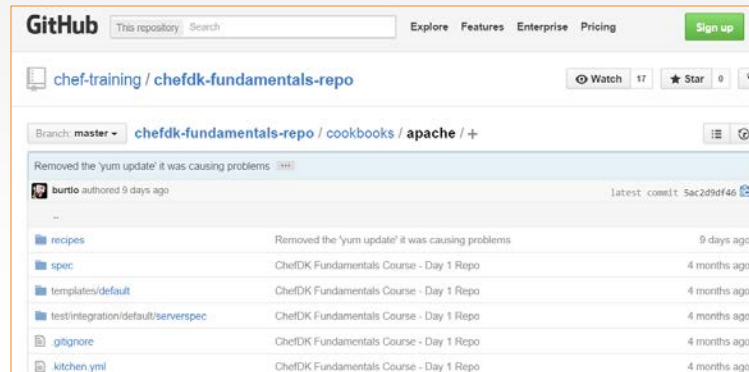 GitHub This repository Search Explore Features Enterprise Pricing Sign up
chef-training / chefdk-fundamentals-repo Watch 17 Star 0
Branch: master chefdk-fundamentals-repo / cookbooks / apache / +
Removed the 'yum update' it was causing problems ...
burtlo authored 9 days ago latest commit 5ac2d9df46
..
recipes Removed the 'yum update' it was causing problems 9 days ago
spec ChefDK Fundamentals Course - Day 1 Repo 4 months ago
templates/default ChefDK Fundamentals Course - Day 1 Repo 4 months ago
test/integration/default/serverspec ChefDK Fundamentals Course - Day 1 Repo 4 months ago
.gitignore ChefDK Fundamentals Course - Day 1 Repo 4 months ago
.kitchen.yml ChefDK Fundamentals Course - Day 1 Repo 4 months ago